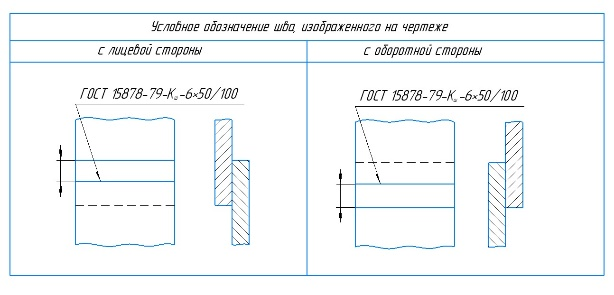 Условное обозначение шва, изображенного на чертеже
с лицевой стороны
с оборотной стороны
ГОСТ 15878-79-Кш-6×50/100
ГОСТ 15878-79-Кш-6×50/100